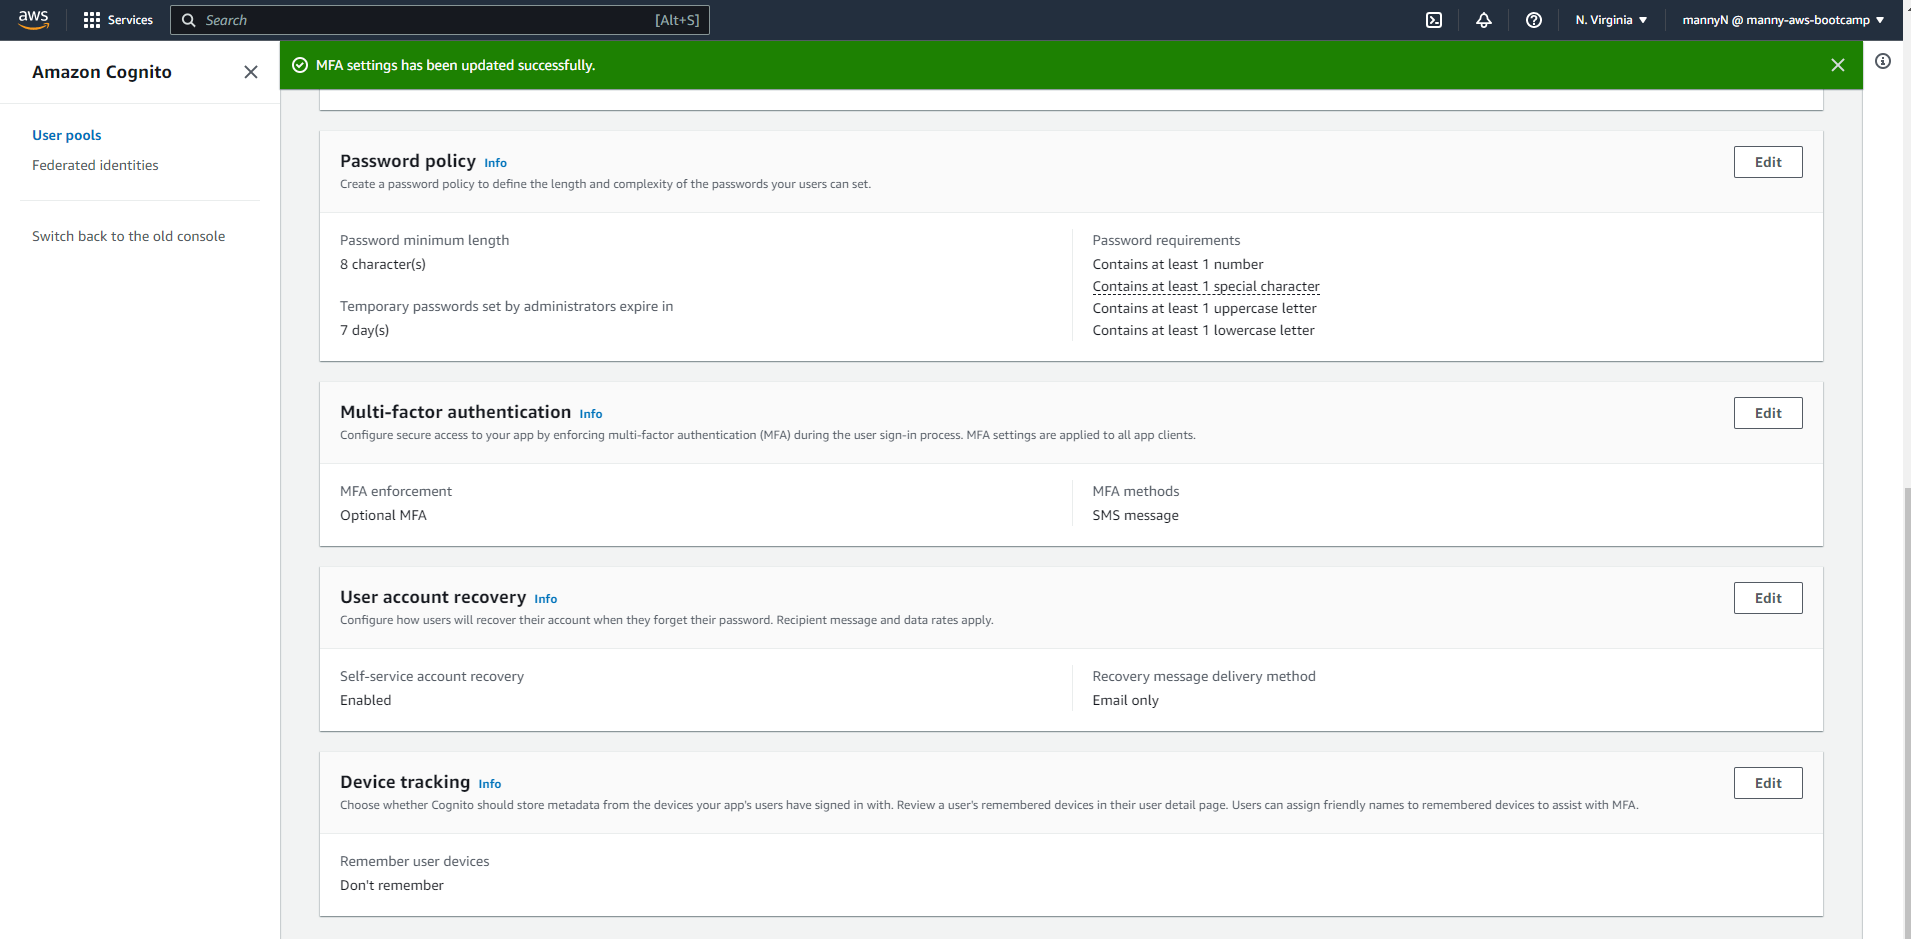 aws
Services
Search
[Alt+S]
N. Virginia
mannyN @ manny-aws-bootcamp
Amazon Cognito
User pools
Federated identities
Switch back to the old console
MFA settings has been updated successfully.
Password policy Info
Edit
Create a password policy to define the length and complexity of the passwords your users can set.
Password minimum length
8 character(s)
Temporary passwords set by administrators expire in
7 day(s)
Password requirements
Contains at least 1 number
Contains at least 1 special character
Contains at least 1 uppercase letter
Contains at least 1 lowercase letter
Multi-factor authentication Info
Edit
Configure secure access to your app by enforcing multi-factor authentication (MFA) during the user sign-in process. MFA settings are applied to all app clients.
MFA enforcement
Optional MFA
MFA methods
SMS message
User account recovery Info
Edit
Configure how users will recover their account when they forget their password. Recipient message and data rates apply.
Self-service account recovery
Enabled
Recovery message delivery method
Email only
Device tracking Info
Edit
Choose whether Cognito should store metadata from the devices your app's users have signed in with. Review a user's remembered devices in their user detail page. Users can assign friendly names to remembered devices to assist with MFA.
Remember user devices
Don't remember